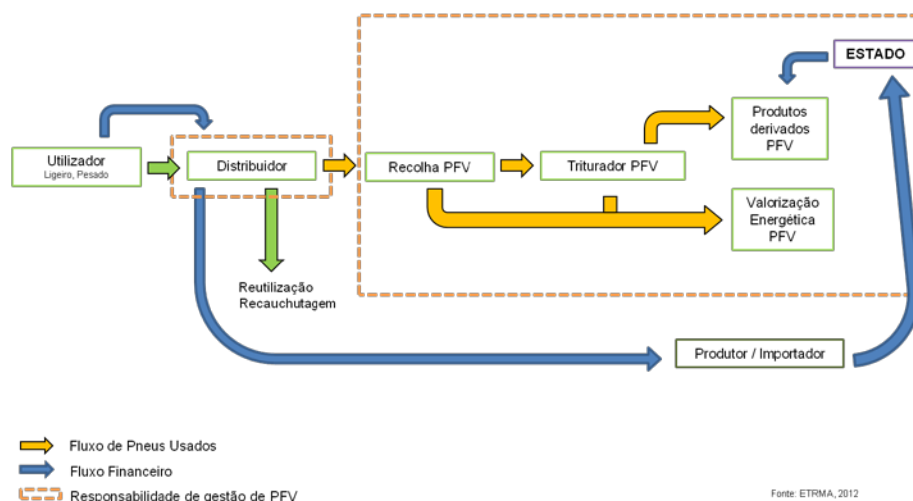 ESTADO
Produtos
derivados
PFV
Utilizador
Ligeiro, Pesado
Distribuidor
Recolha PFV
Triturador PFV
Valorização
Energética
PFV
Reutilização
Recauchutagem
Produtor / Importador
Fluxo de Pneus Usados
Fluxo Financeiro
Responsabilidade de gestão de PFV
Fonte: ETRMA, 2012